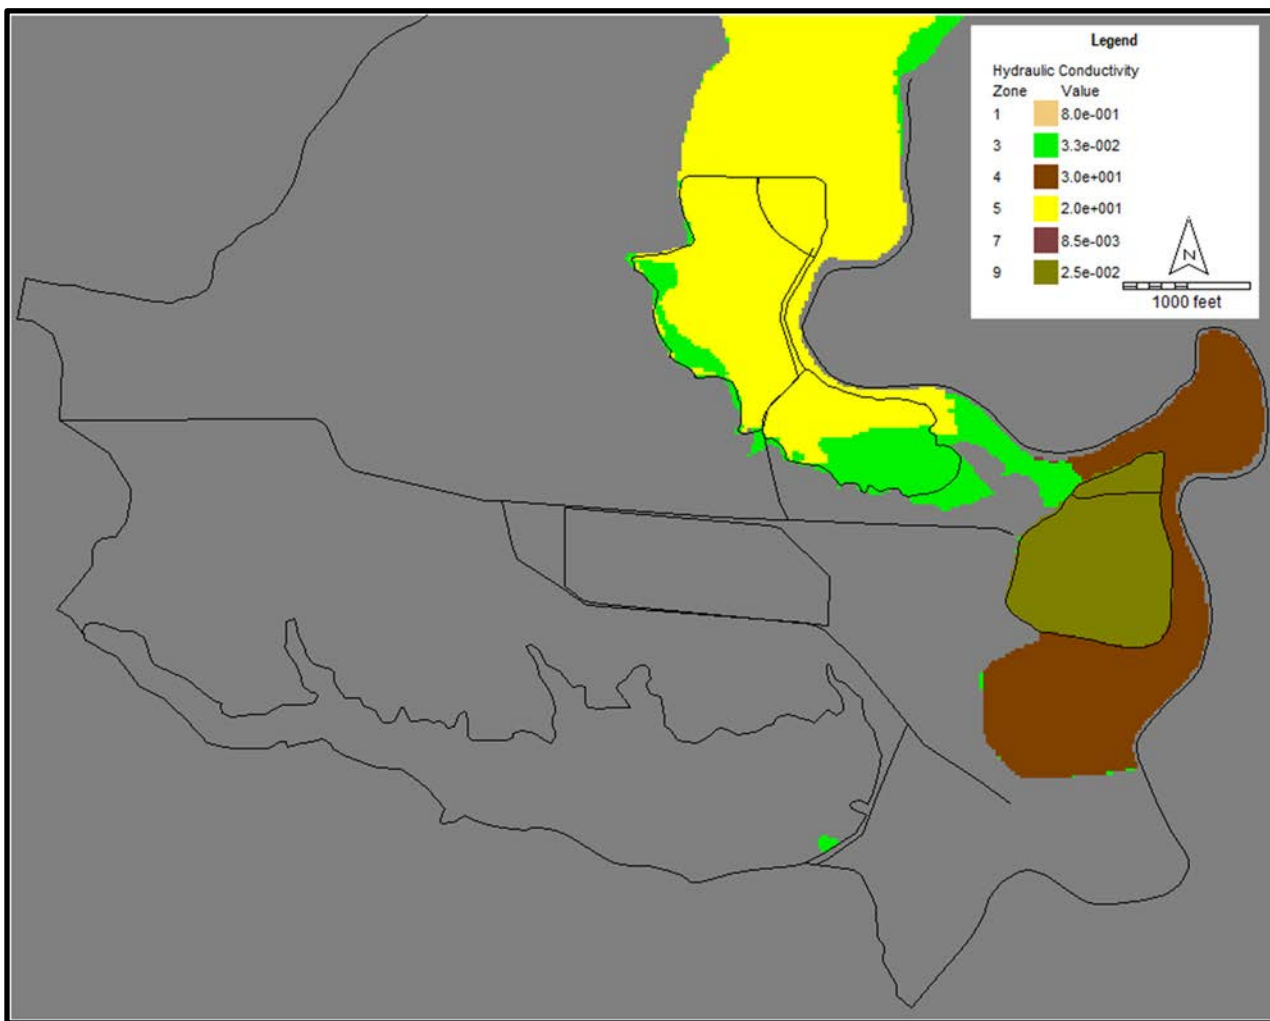 Legend
Hydraulic Conductivity
Zone Value
1 8.0e-001
3 3.3e-002
4 3.0e+001
5 2.0e+001
7 8.5e-003
9 2.5e-002
N
1000 feet